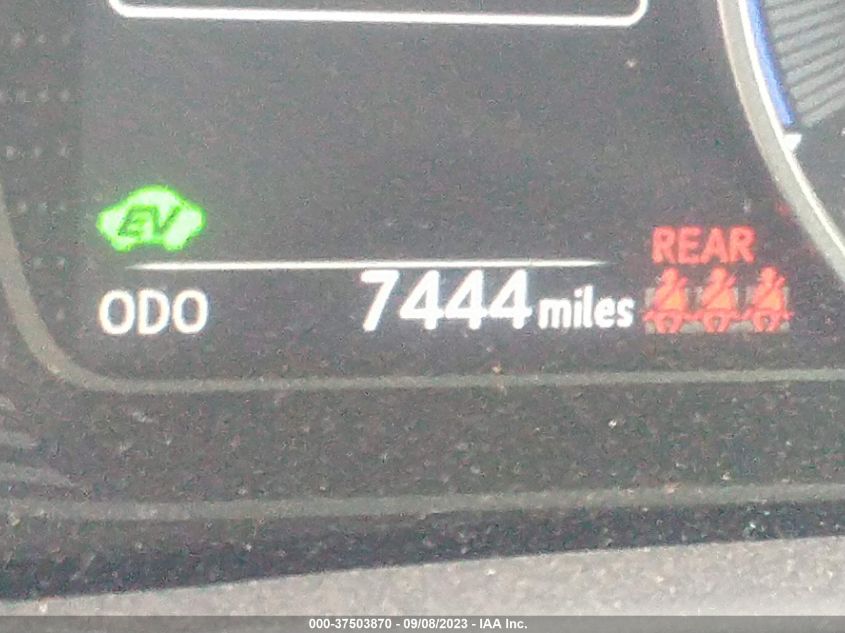 EV
REAR
ODO 7444 miles
000-37503870 - 09/08/2023 - IAA Inc.